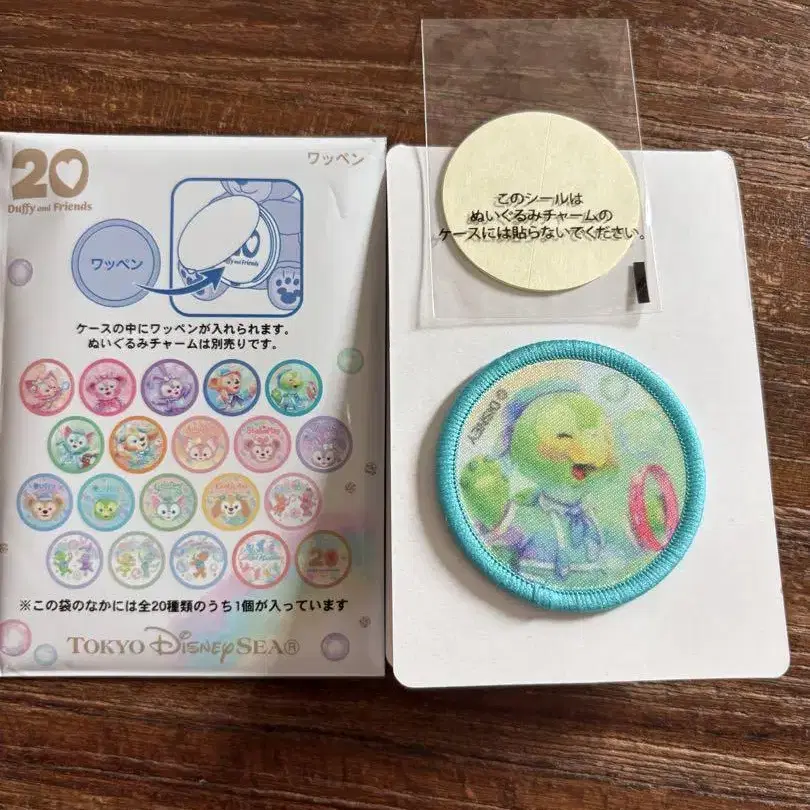 20
Duffy and Friends
ワッペン
ワッペン
20
Duffy and Friends
ケースの中にワッペンが入れられます。
ぬいぐるみチャームは別売りです。
※この袋のなかには全20種類のうち1個が入っています
TOKYO DISNEYSEA®
このシールは
ぬいぐるみチャームの
ケースには貼らないでください。
© DISNEY